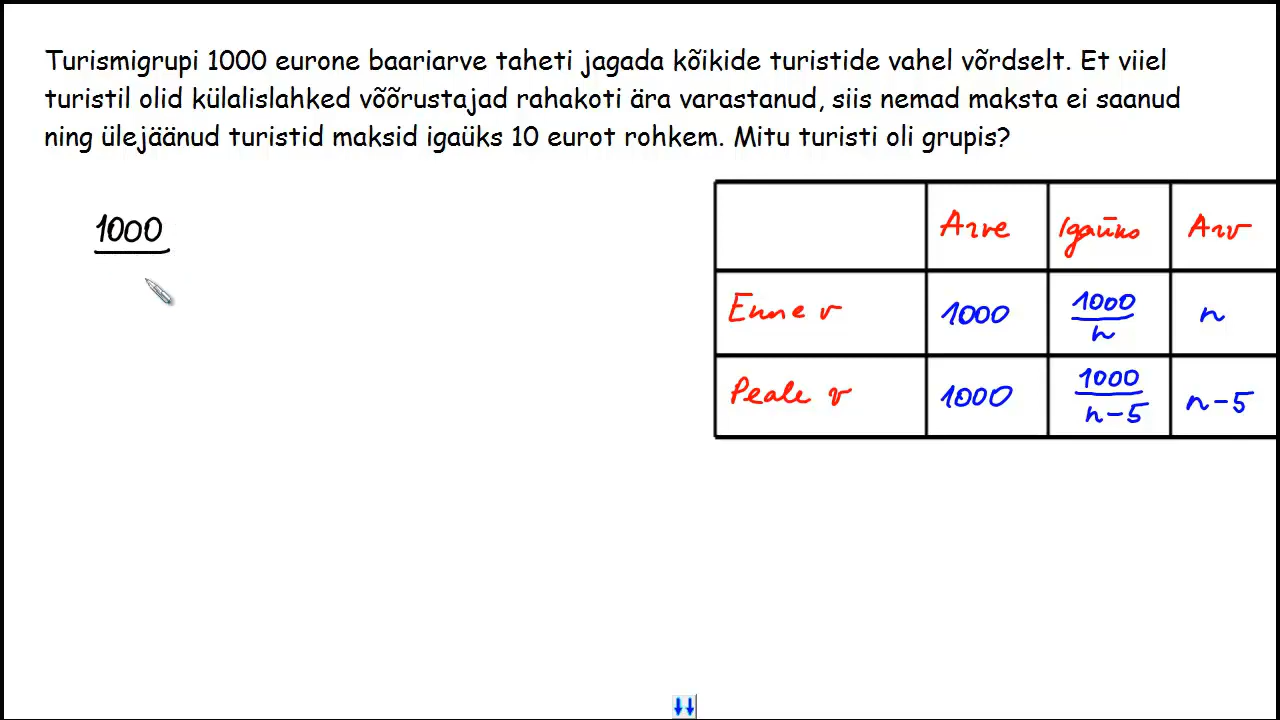 Turismigrupi 1000 eurone baariarve taheti jagada kõikide turistide vahel võrdselt. Et viiel
turistil olid külalislahked võõrustajad rahakoti ära varastanud, siis nemad maksta ei saanud
ning ülejäänud turistid maksid igaüks 10 eurot rohkem. Mitu turisti oli grupis?
1000
Arve Igaüks Arv
Enne v 1000 1000/n n
Peale v 1000 1000/n-5 n-5